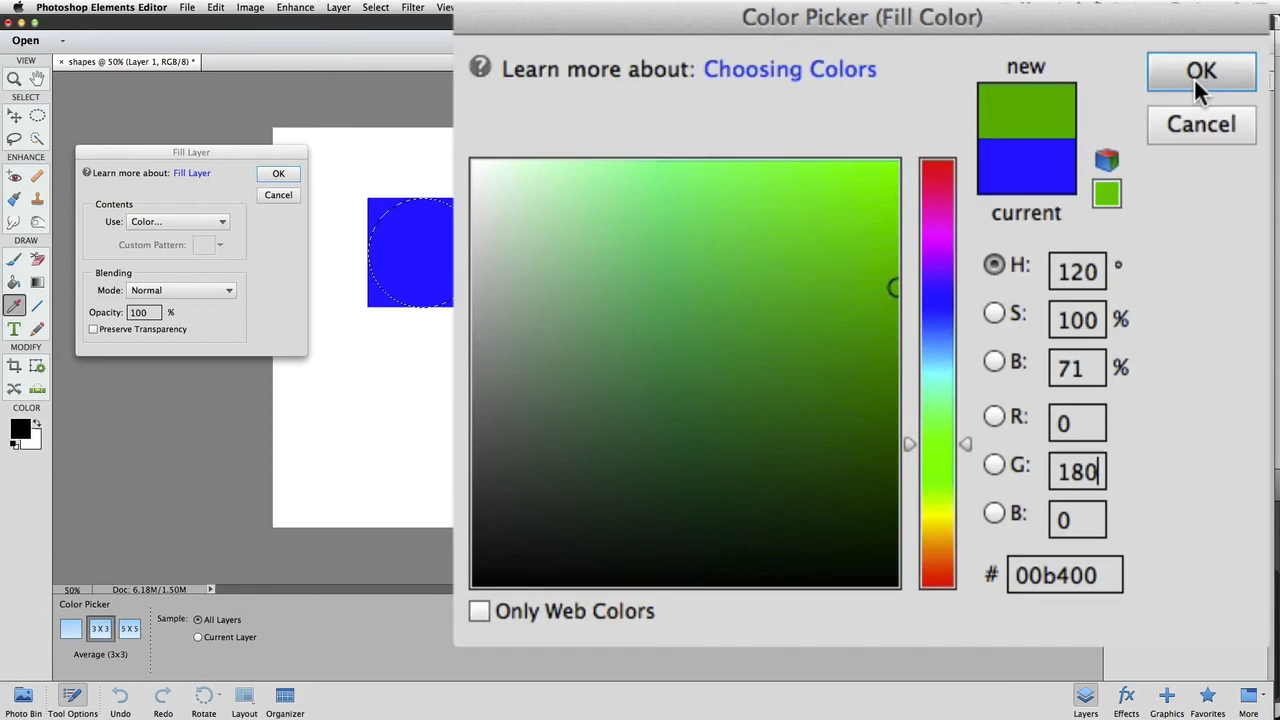 Photoshop Elements Editor File Edit Image Enhance Layer Select Filter
Open
× shapes @ 50% (Layer 1, RGB/8) *
VIEW
SELECT
ENHANCE
DRAW
T
MODIFY
COLOR
Fill Layer
? Learn more about: Fill Layer
OK
Cancel
Contents
Use: Color...
Custom Pattern:
Blending
Mode: Normal
Opacity: 100 %
Preserve Transparency
Color Picker (Fill Color)
? Learn more about: Choosing Colors
new
current
OK
Cancel
H: 120 °
S: 100 %
B: 71 %
R: 0
G: 180
B: 0
# 00b400
Only Web Colors
50% Doc: 6.18M/1.50M
Color Picker
3 X 3 5 X 5
Average (3x3)
Sample: All Layers
Current Layer
Photo Bin Tool Options Undo Redo Rotate Layout Organizer
fx
Layers Effects Graphics Favorites More